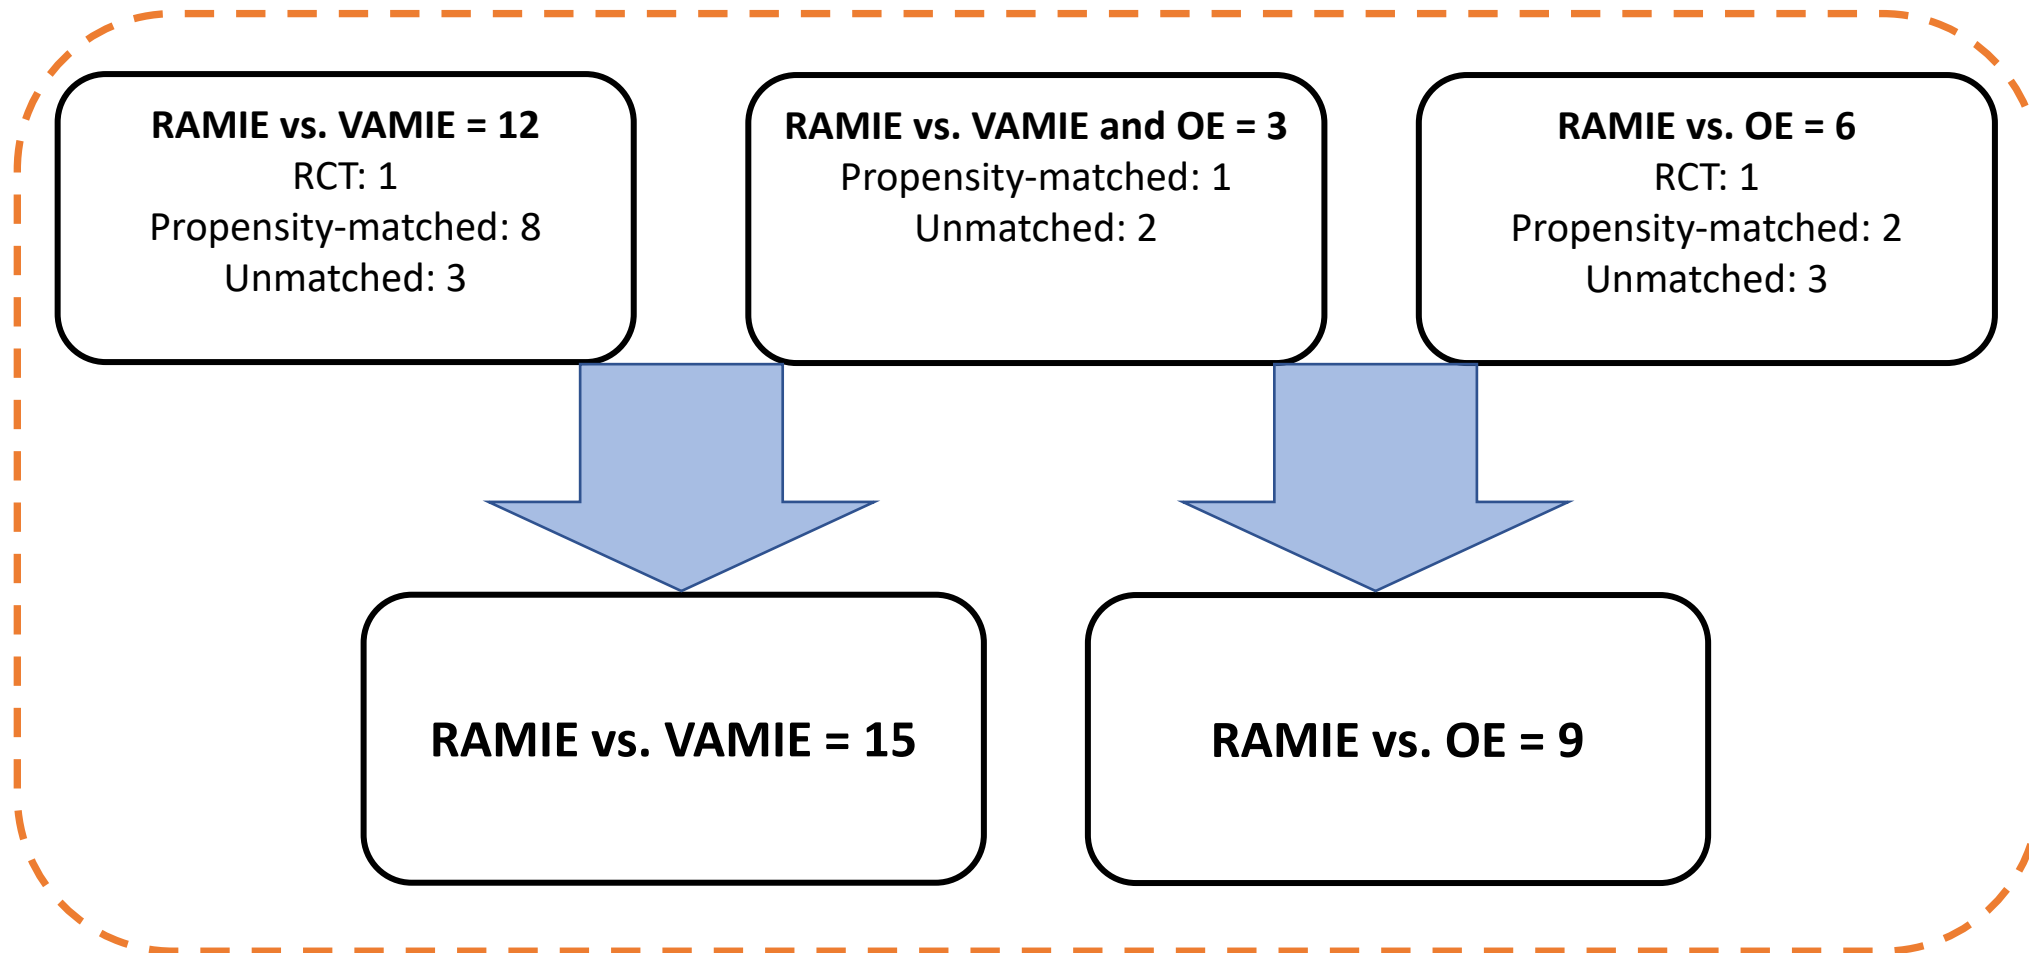 RAMIE vs. VAMIE = 12
RCT: 1
Propensity-matched: 8
Unmatched: 3
RAMIE vs. VAMIE and OE = 3
Propensity-matched: 1
Unmatched: 2
RAMIE vs. OE = 6
RCT: 1
Propensity-matched: 2
Unmatched: 3
RAMIE vs. VAMIE = 15
RAMIE vs. OE = 9